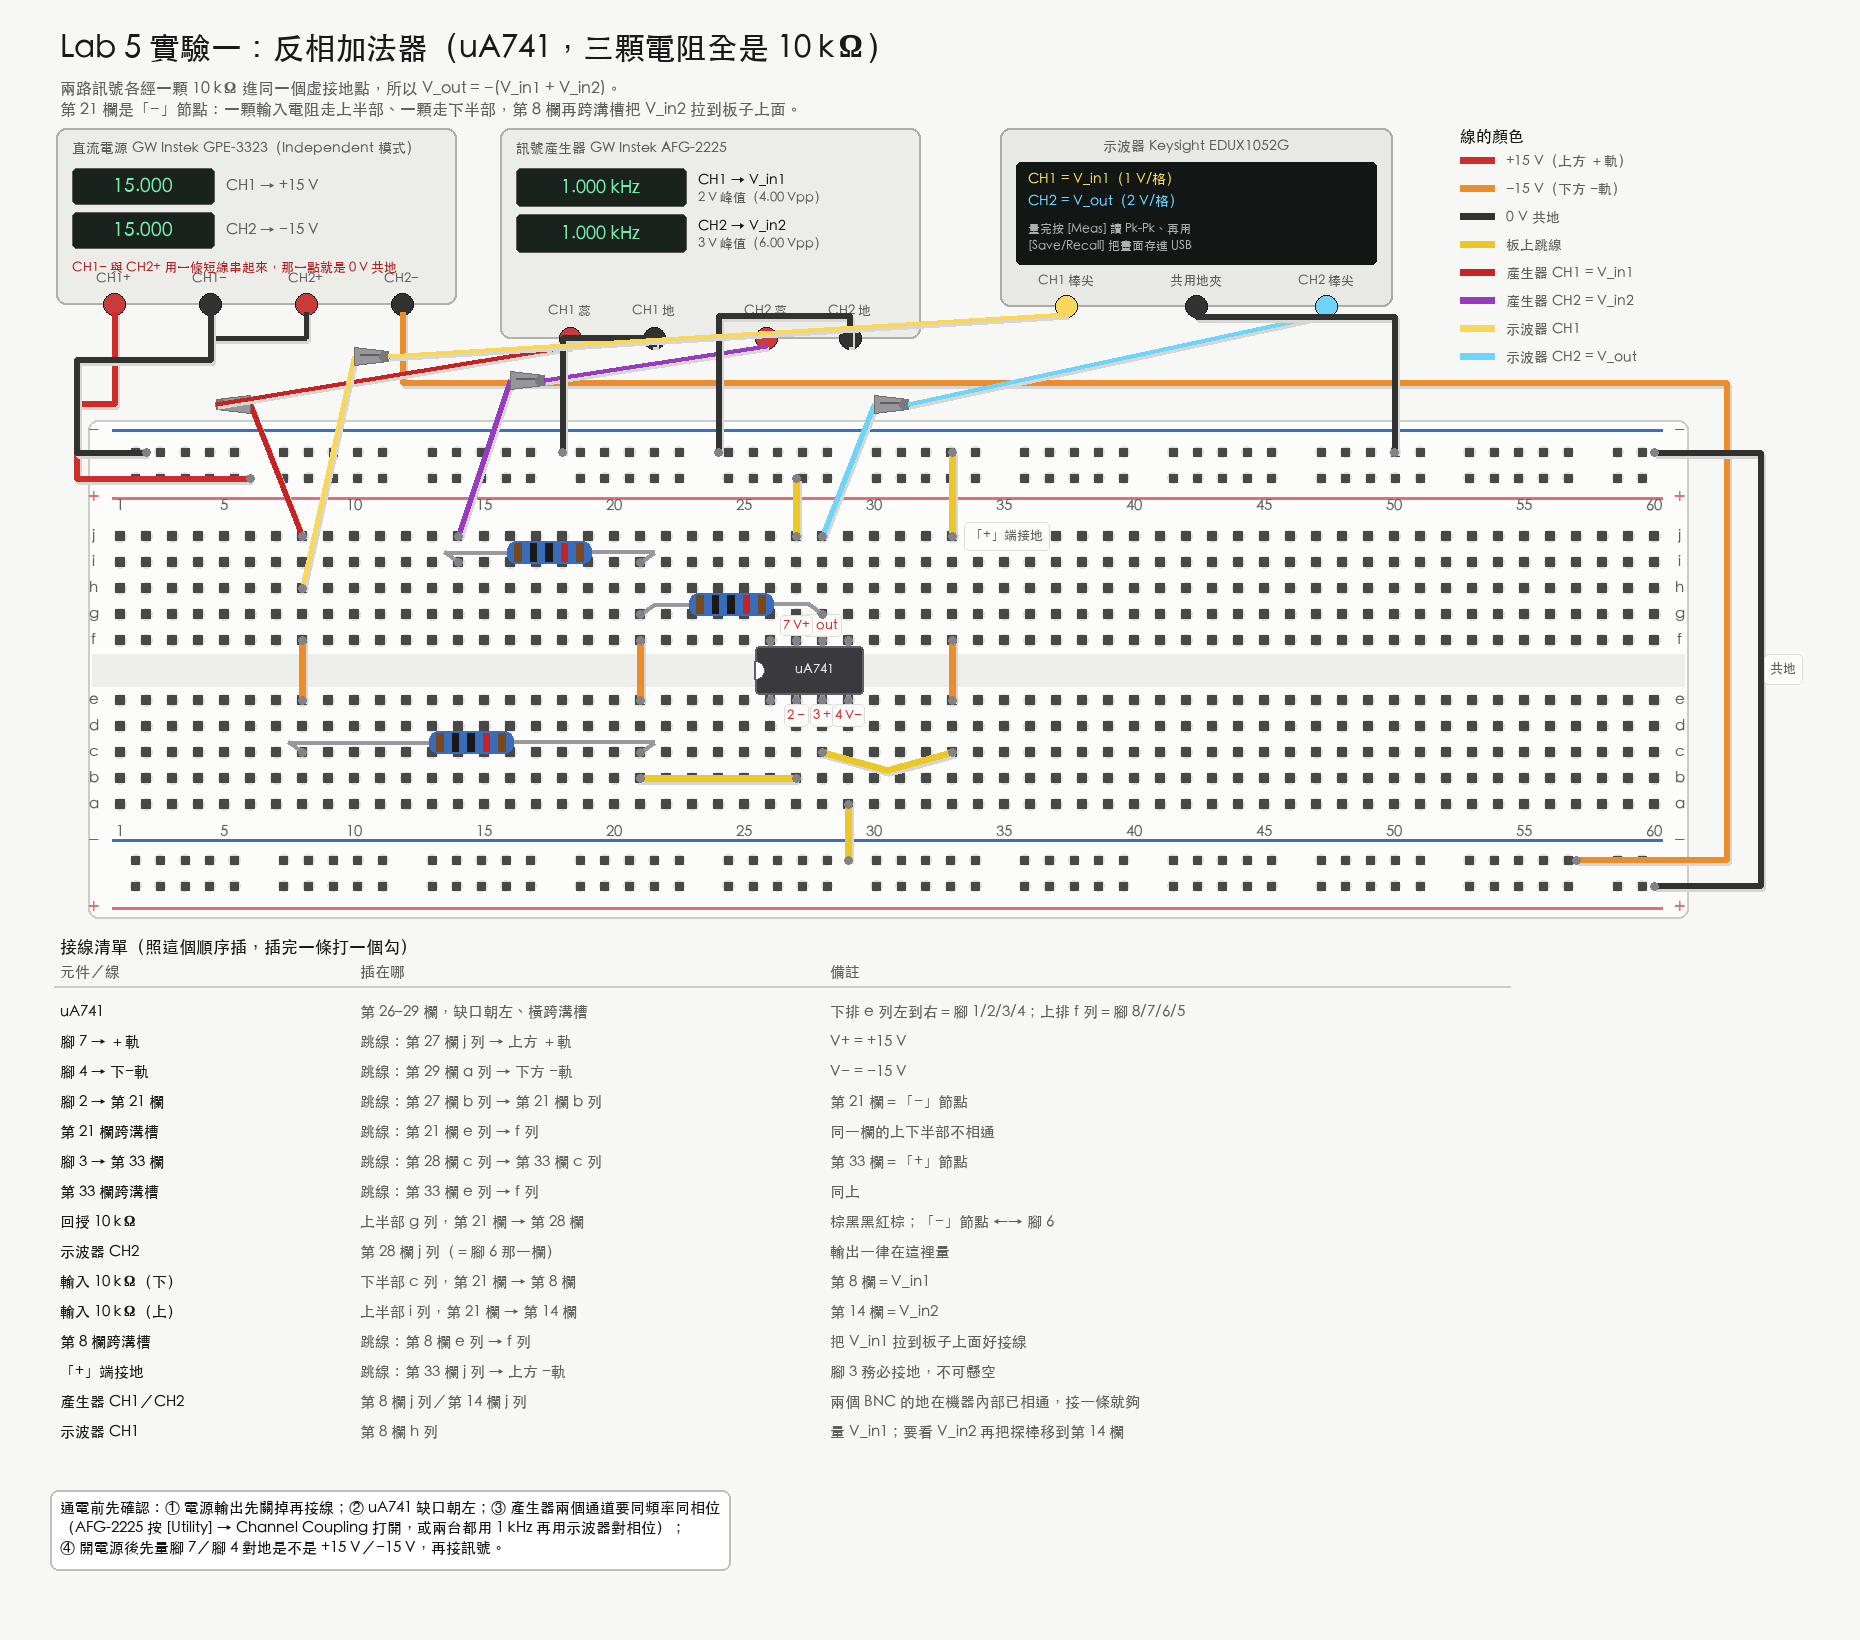 Lab 5 實驗一：反相加法器（uA741，三顆電阻全是 10 kΩ）
兩路訊號各經一顆 10 kΩ 進同一個虛接地點，所以 V_out = −(V_in1 + V_in2)。
第 21 欄是「−」節點：一顆輸入電阻走上半部、一顆走下半部，第 8 欄再跨溝槽把 V_in2 拉到板子上面。
直流電源 GW Instek GPE-3323（Independent 模式）
15.000
CH1 → +15 V
15.000
CH2 → −15 V
CH1− 與 CH2+ 用一條短線串起來，那一點就是 0 V 共地
CH1+
CH1−
CH2+
CH2−
訊號產生器 GW Instek AFG-2225
1.000 kHz
CH1 → V_in1
2 V 峰值（4.00 Vpp）
1.000 kHz
CH2 → V_in2
3 V 峰值（6.00 Vpp）
CH1 蕊
CH1 地
CH2 蕊
CH2 地
示波器 Keysight EDUX1052G
CH1 = V_in1（1 V/格）
CH2 = V_out（2 V/格）
量完按 [Meas] 讀 Pk-Pk、再用
[Save/Recall] 把畫面存進 USB
CH1 棒尖
共用地夾
CH2 棒尖
線的顏色
+15 V（上方 +軌）
−15 V（下方 −軌）
0 V 共地
板上跳線
產生器 CH1 = V_in1
產生器 CH2 = V_in2
示波器 CH1
示波器 CH2 = V_out
− −
+ +
1 5 10 15 20 25 30 35 40 45 50 55 60
j j
「+」端接地
i i
h h
g g
7 V+ out
f f
uA741
共地
e e
2 − 3 + 4 V−
d d
c c
b b
a a
1 5 10 15 20 25 30 35 40 45 50 55 60
− −
+ +
接線清單（照這個順序插，插完一條打一個勾）
元件／線 插在哪 備註
uA741 第 26–29 欄，缺口朝左、橫跨溝槽 下排 e 列左到右＝腳 1/2/3/4；上排 f 列＝腳 8/7/6/5
腳 7 → +軌 跳線：第 27 欄 j 列 → 上方 +軌 V+ = +15 V
腳 4 → 下−軌 跳線：第 29 欄 a 列 → 下方 −軌 V− = −15 V
腳 2 → 第 21 欄 跳線：第 27 欄 b 列 → 第 21 欄 b 列 第 21 欄＝「−」節點
第 21 欄跨溝槽 跳線：第 21 欄 e 列 → f 列 同一欄的上下半部不相通
腳 3 → 第 33 欄 跳線：第 28 欄 c 列 → 第 33 欄 c 列 第 33 欄＝「+」節點
第 33 欄跨溝槽 跳線：第 33 欄 e 列 → f 列 同上
回授 10 kΩ 上半部 g 列，第 21 欄 → 第 28 欄 棕黑黑紅棕；「−」節點 ←→ 腳 6
示波器 CH2 第 28 欄 j 列（＝腳 6 那一欄） 輸出一律在這裡量
輸入 10 kΩ（下） 下半部 c 列，第 21 欄 → 第 8 欄 第 8 欄＝V_in1
輸入 10 kΩ（上） 上半部 i 列，第 21 欄 → 第 14 欄 第 14 欄＝V_in2
第 8 欄跨溝槽 跳線：第 8 欄 e 列 → f 列 把 V_in1 拉到板子上面好接線
「+」端接地 跳線：第 33 欄 j 列 → 上方 −軌 腳 3 務必接地，不可懸空
產生器 CH1／CH2 第 8 欄 j 列／第 14 欄 j 列 兩個 BNC 的地在機器內部已相通，接一條就夠
示波器 CH1 第 8 欄 h 列 量 V_in1；要看 V_in2 再把探棒移到第 14 欄
通電前先確認：① 電源輸出先關掉再接線；② uA741 缺口朝左；③ 產生器兩個通道要同頻率同相位
（AFG-2225 按 [Utility] → Channel Coupling 打開，或兩台都用 1 kHz 再用示波器對相位）；
④ 開電源後先量腳 7／腳 4 對地是不是 +15 V／−15 V，再接訊號。